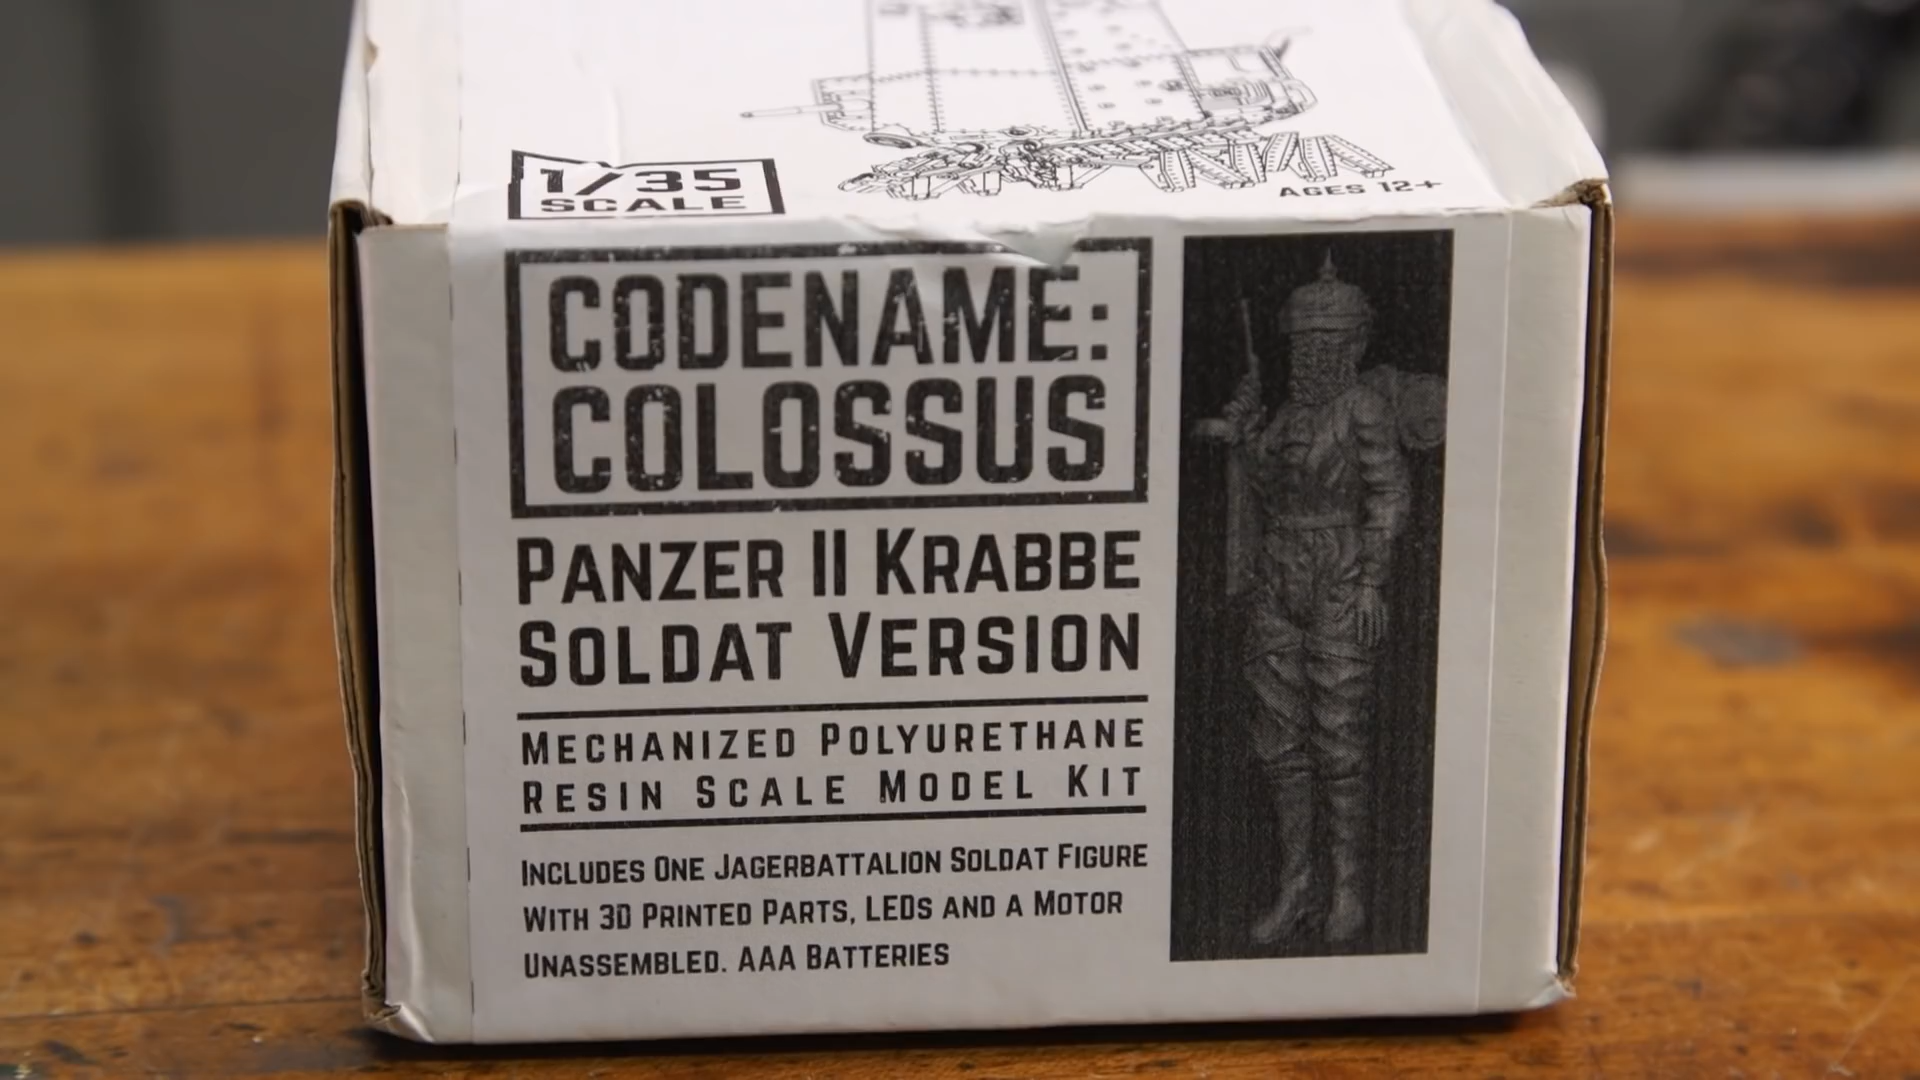 1/35
SCALE
AGES 12+
CODENAME:
COLOSSUS
PANZER II KRABBE
SOLDAT VERSION
MECHANIZED POLYURETHANE
RESIN SCALE MODEL KIT
INCLUDES ONE JAGERBATTALION SOLDAT FIGURE
WITH 3D PRINTED PARTS, LEDS AND A MOTOR
UNASSEMBLED. AAA BATTERIES